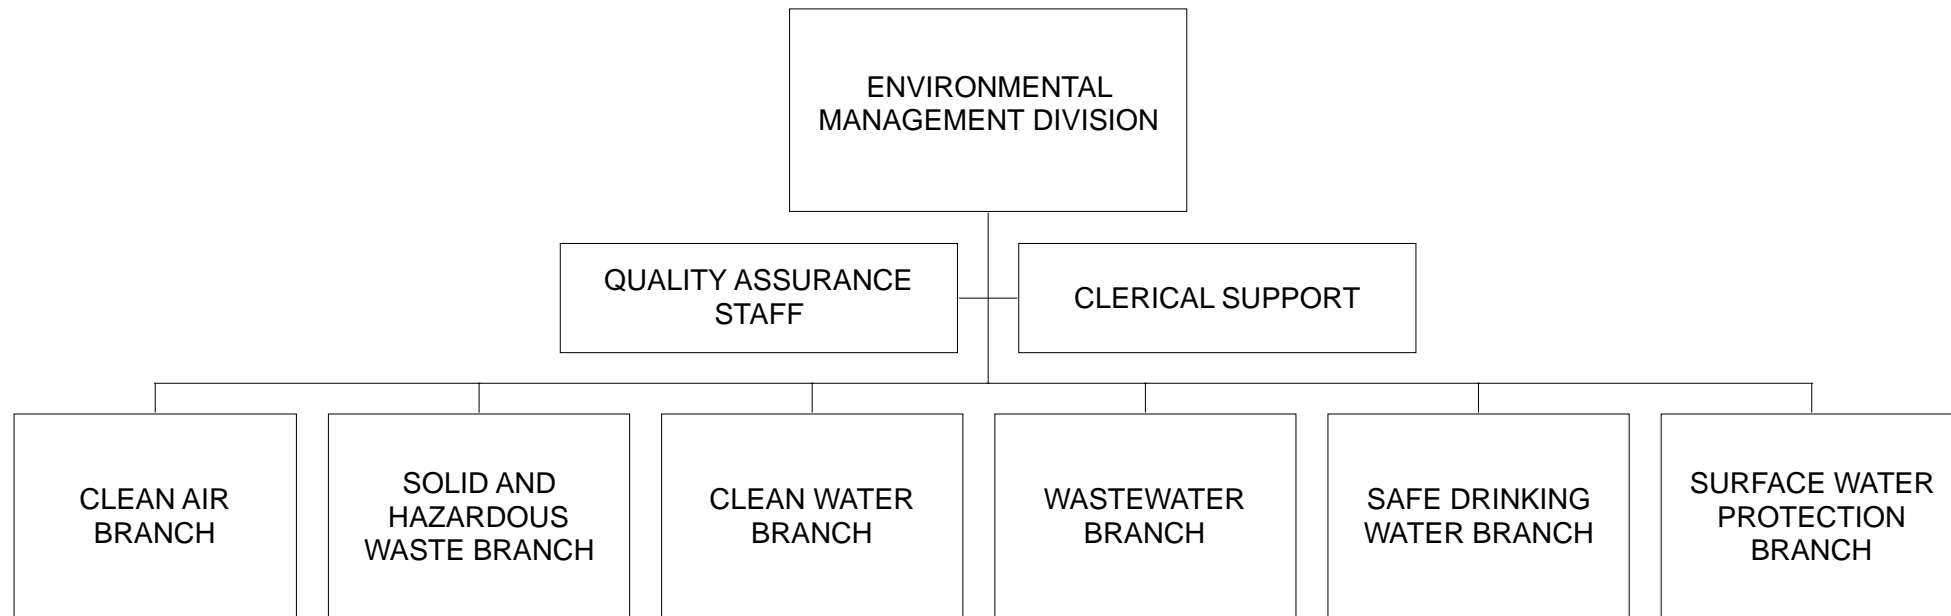 ENVIRONMENTAL
MANAGEMENT DIVISION
QUALITY ASSURANCE
STAFF
CLERICAL SUPPORT
CLEAN AIR
BRANCH
SOLID AND
HAZARDOUS
WASTE BRANCH
CLEAN WATER
BRANCH
WASTEWATER
BRANCH
SAFE DRINKING
WATER BRANCH
SURFACE WATER
PROTECTION
BRANCH